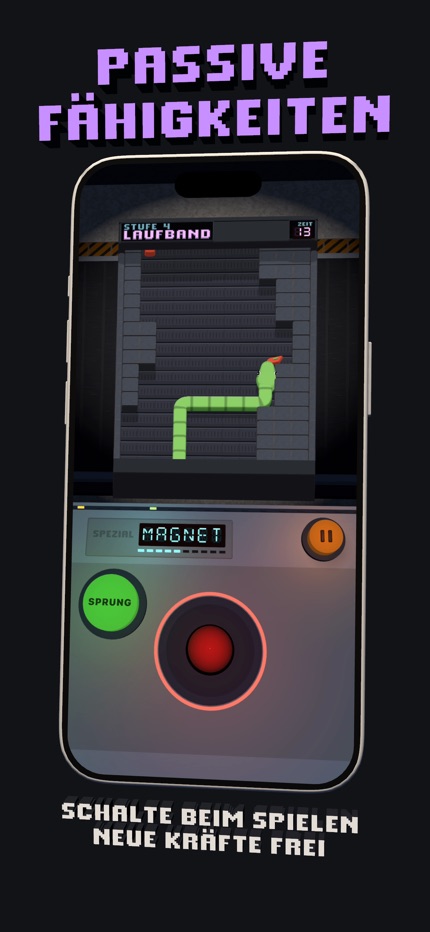 PASSIVE
FÄHIGKEITEN
STUFE 4
LAUFBAND
ZEIT
13
SPEZIAL
MAGNET
SPRUNG
SCHALTE BEIM SPIELEN
NEUE KRÄFTE FREI